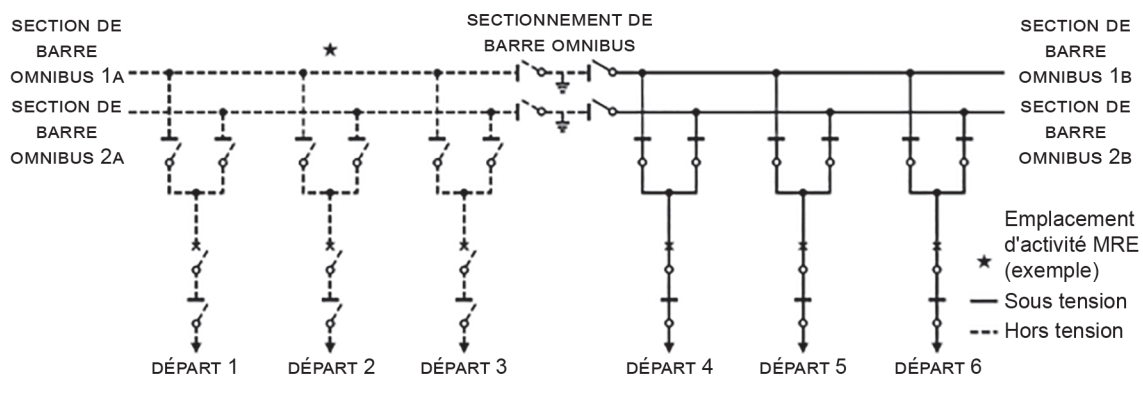 SECTION DE
BARRE
OMNIBUS 1A
SECTION DE
BARRE
OMNIBUS 2A
SECTIONNEMENT DE
BARRE OMNIBUS
SECTION DE
BARRE
OMNIBUS 1B
SECTION DE
BARRE
OMNIBUS 2B
Emplacement
d'activité MRE
(exemple)
Sous tension
Hors tension
DÉPART 1
DÉPART 2
DÉPART 3
DÉPART 4
DÉPART 5
DÉPART 6